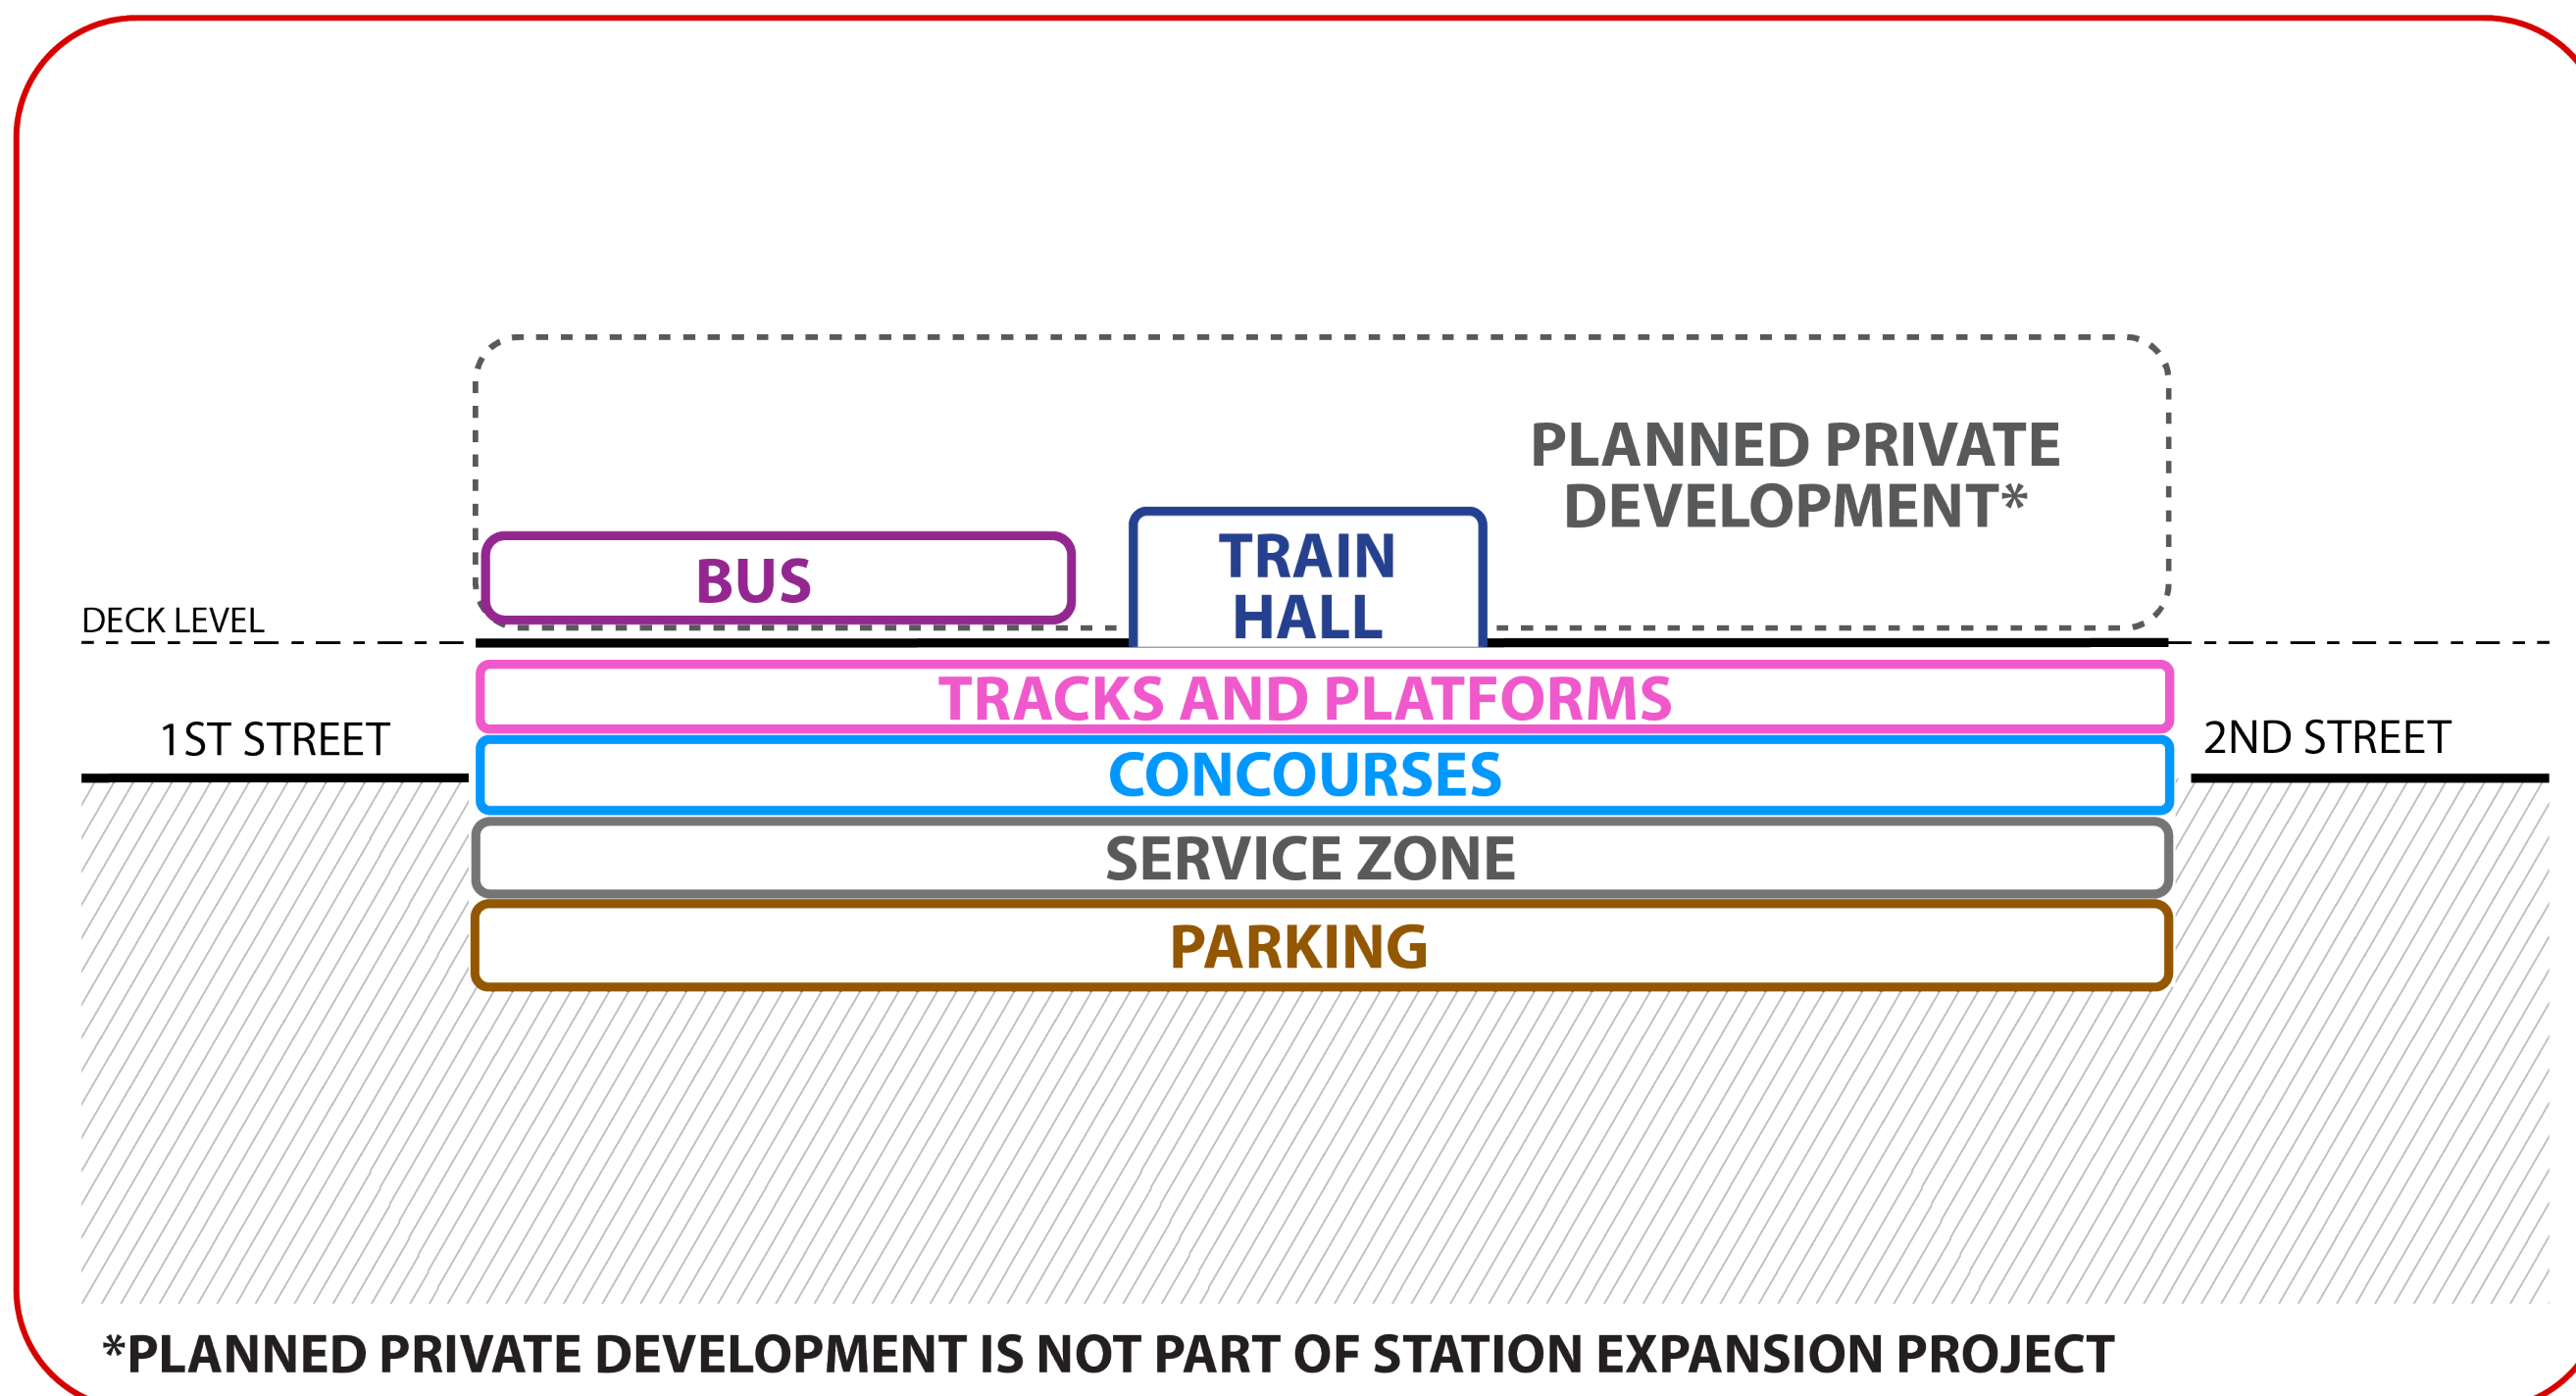 PLANNED PRIVATE
DEVELOPMENT*
TRAIN
HALL
BUS
DECK LEVEL
TRACKS AND PLATFORMS
1ST STREET
2ND STREET
CONCOURSES
SERVICE ZONE
PARKING
*PLANNED PRIVATE DEVELOPMENT IS NOT PART OF STATION EXPANSION PROJECT